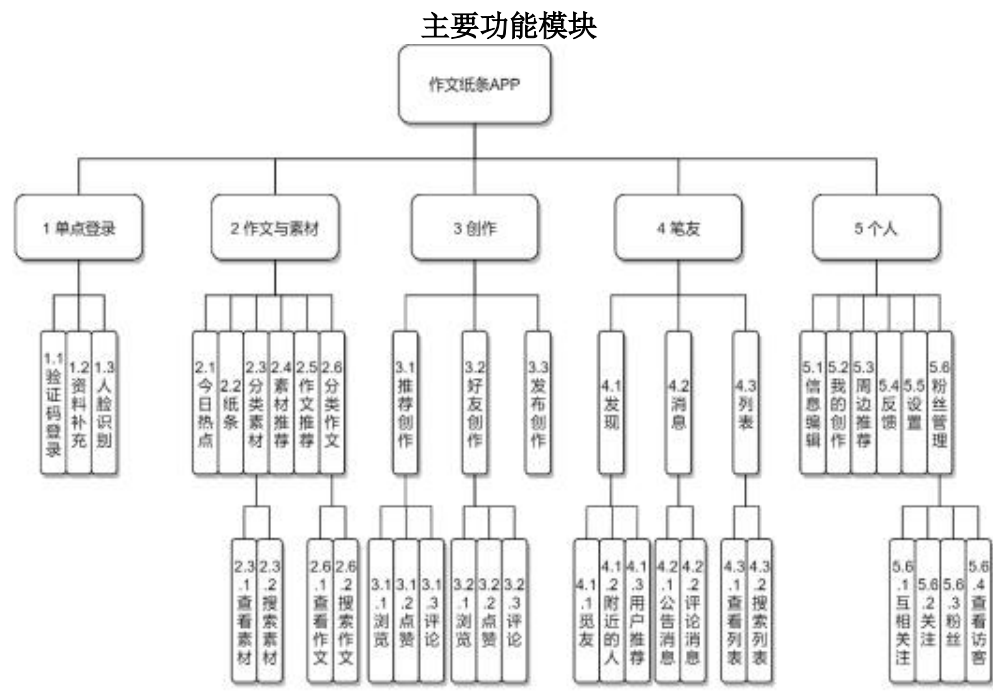 主要功能模块
作文纸条APP
1 单点登录
2 作文与素材
3 创作
4 笔友
5 个人
1.1验证码登录
1.2资料补充
1.3人脸识别
2.1今日热点
2.2纸条
2.3分类素材
2.4素材推荐
2.5作文推荐
2.6分类作文
3.1推荐创作
3.2好友创作
3.3发布创作
4.1发现
4.2消息
4.3列表
5.1信息编辑
5.2我的创作
5.3周边推荐
5.4反馈
5.5设置
5.6粉丝管理
2.3.1查看素材
2.3.2搜索素材
2.6.1查看作文
2.6.2搜索作文
3.1.1浏览
3.1.2点赞
3.1.3评论
3.2.1浏览
3.2.2点赞
3.2.3评论
4.1.1觅友
4.1.2附近的人
4.1.3用户推荐
4.2.1公告消息
4.2.2评论消息
4.3.1查看列表
4.3.2搜索列表
5.6.1互相关注
5.6.2关注
5.6.3粉丝
5.6.4查看访客